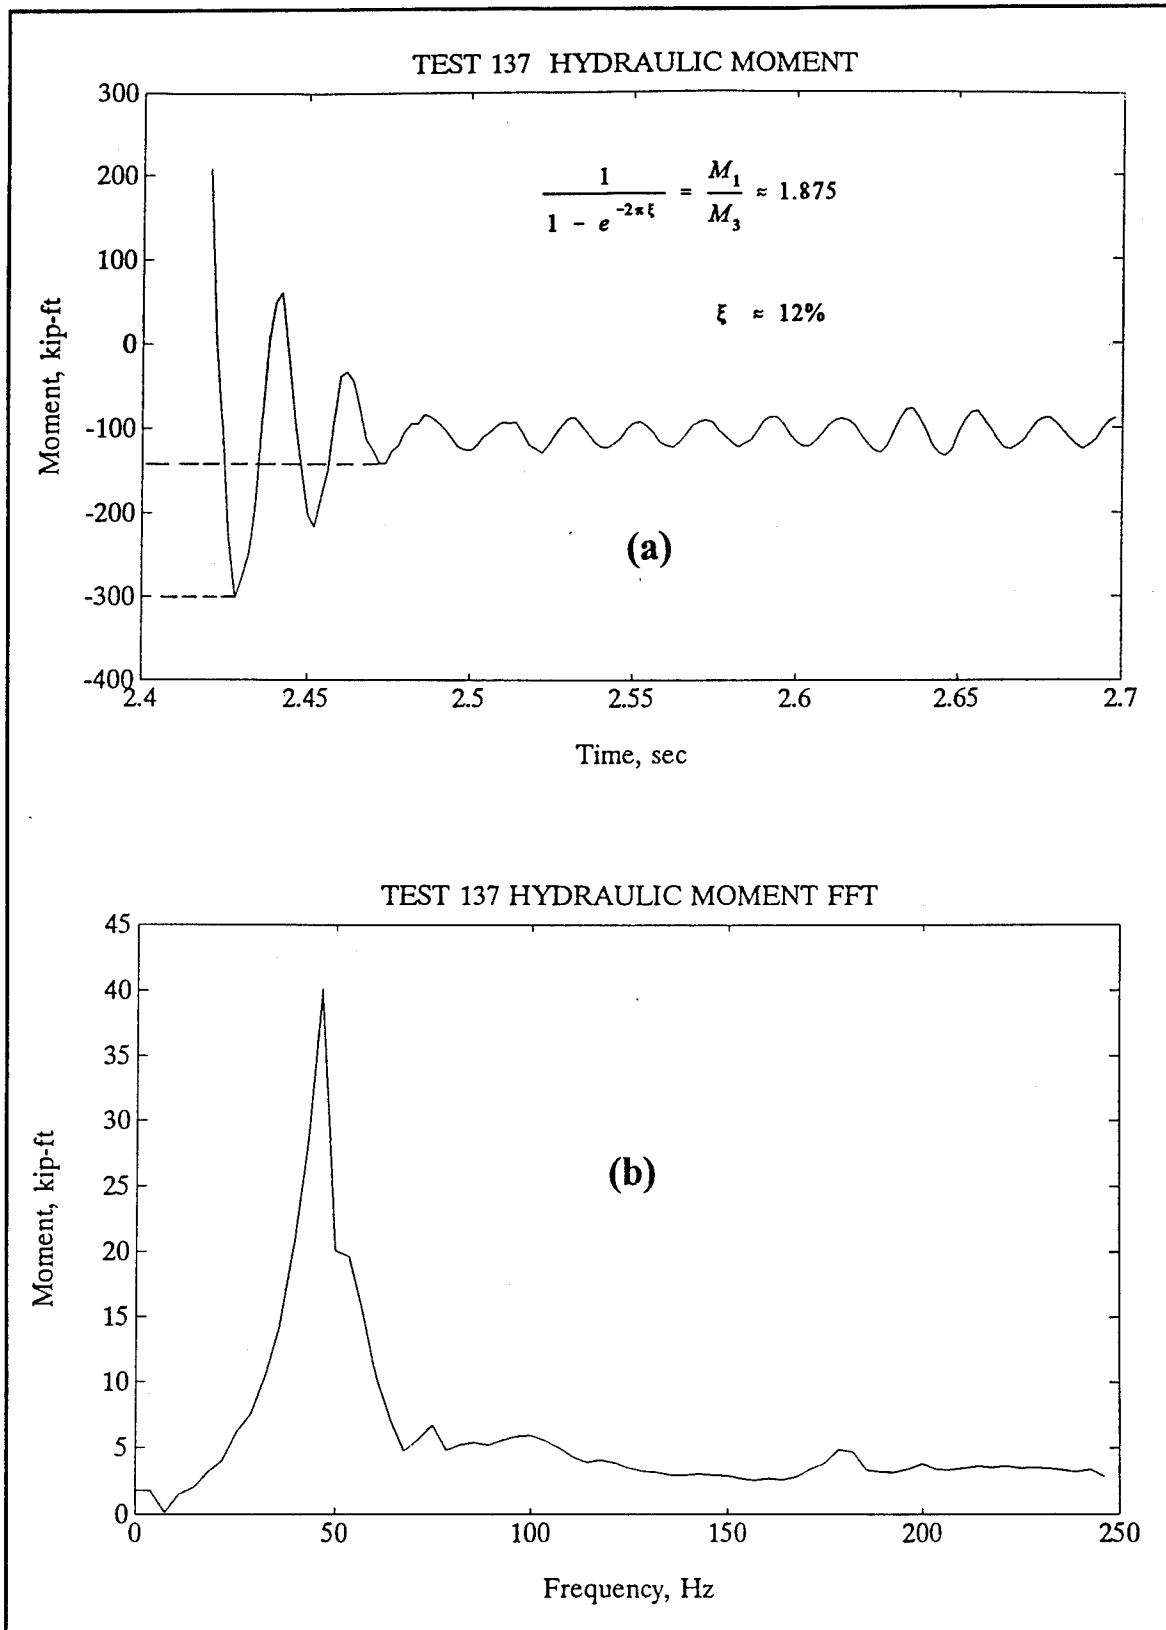 TEST 137 HYDRAULIC MOMENT
300
200
100
0
-100
-200
-300
-400
Moment, kip-ft
1 / (1 - e^{-2πξ}) = M₁ / M₃ ≈ 1.875
ξ ≈ 12%
(a)
2.4 2.45 2.5 2.55 2.6 2.65 2.7
Time, sec
TEST 137 HYDRAULIC MOMENT FFT
45
40
35
30
25
20
15
10
5
0
Moment, kip-ft
(b)
0 50 100 150 200 250
Frequency, Hz